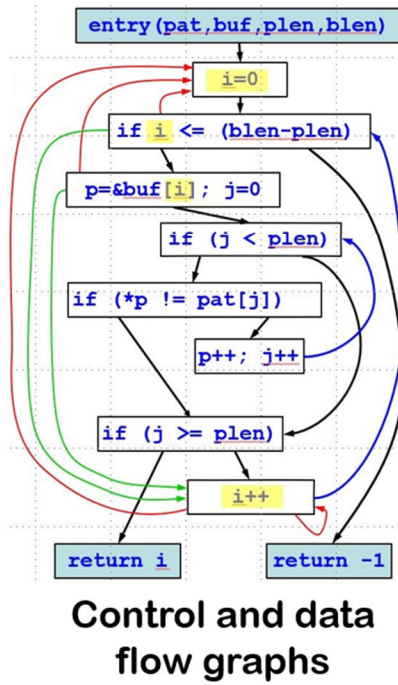 entry(pat,buf,plen,blen)
i=0
if i <= (blen-plen)
p=&buf[i]; j=0
if (j < plen)
if (*p != pat[j])
p++; j++
if (j >= plen)
i++
return i
return -1
Control and data
flow graphs